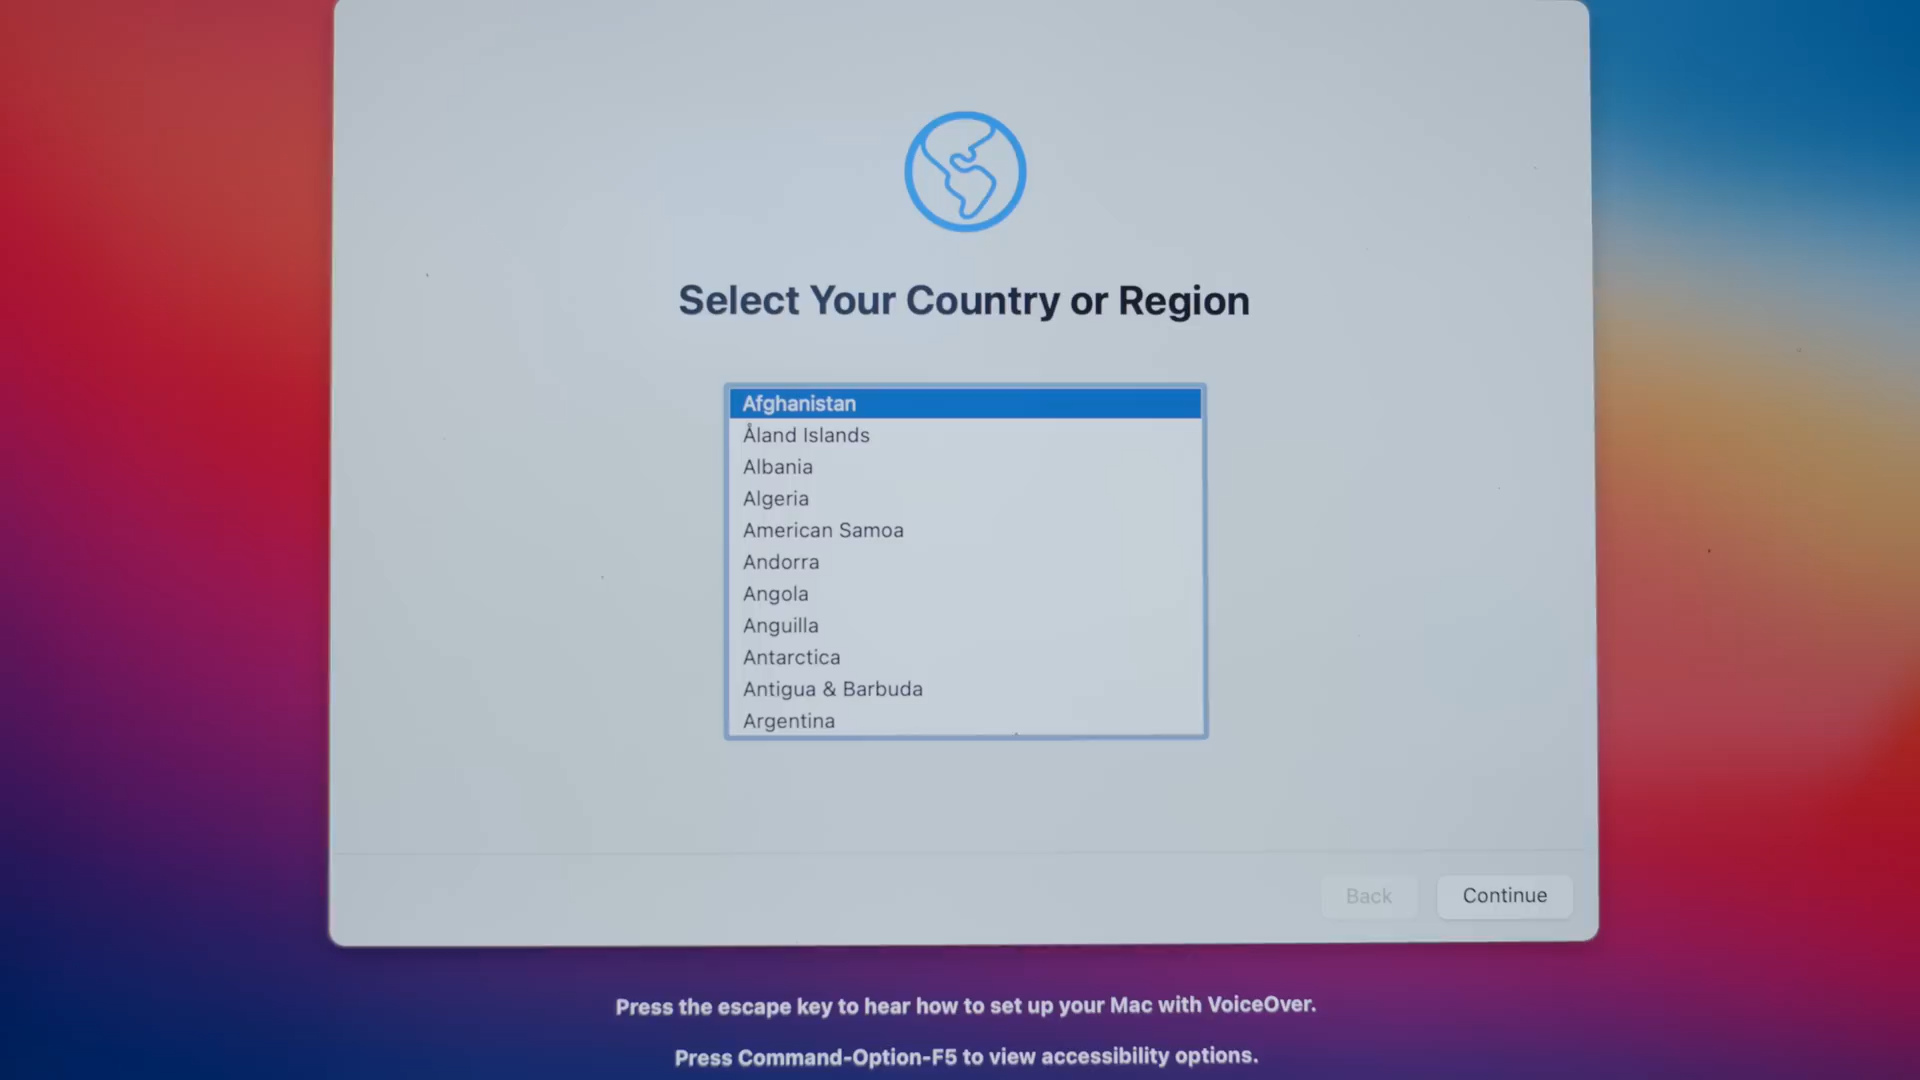 Select Your Country or Region
Afghanistan
Åland Islands
Albania
Algeria
American Samoa
Andorra
Angola
Anguilla
Antarctica
Antigua & Barbuda
Argentina
Back
Continue
Press the escape key to hear how to set up your Mac with VoiceOver.
Press Command-Option-F5 to view accessibility options.